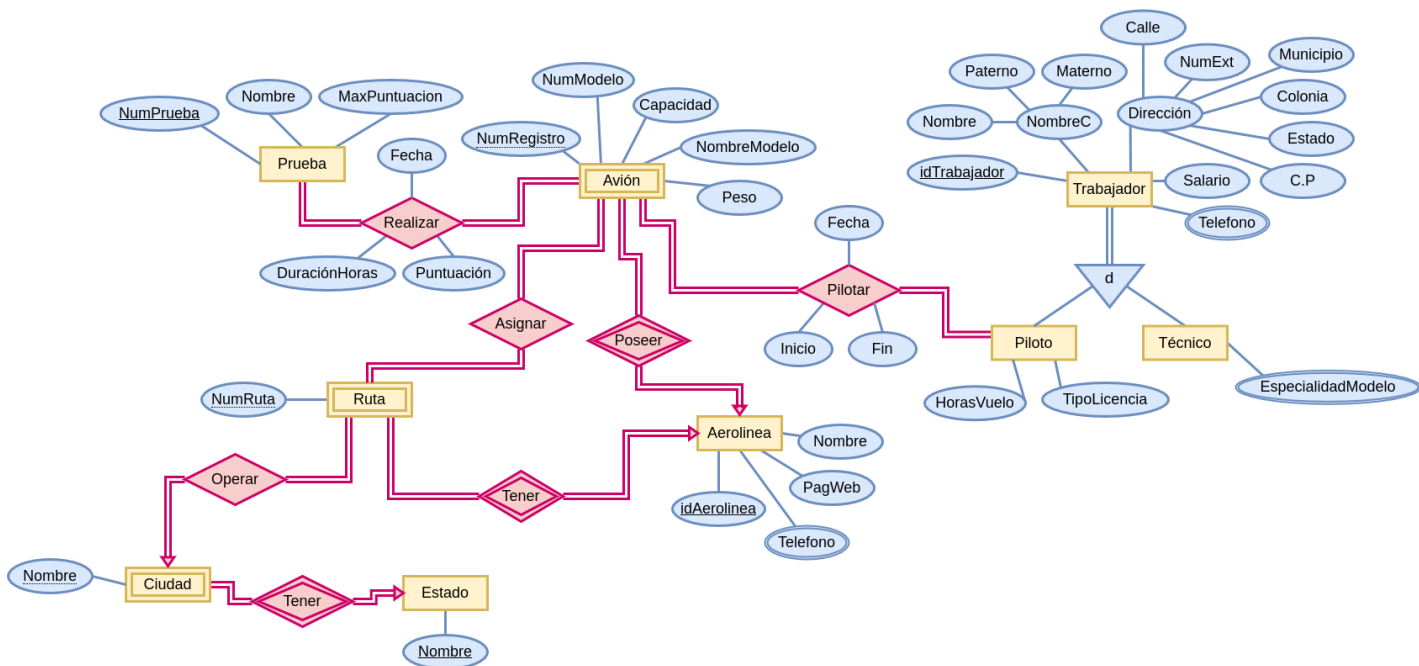 Calle
NumExt
Municipio
Paterno
Materno
NumModelo
Nombre
MaxPuntuacion
Capacidad
Colonia
NumPrueba
Dirección
Nombre
NombreC
NumRegistro
NombreModelo
Estado
Fecha
Prueba
Avión
idTrabajador
Trabajador
Salario
C.P
Peso
Realizar
Fecha
Telefono
DuraciónHoras
Puntuación
d
Pilotar
Asignar
Poseer
Inicio
Fin
Piloto
Técnico
EspecialidadModelo
NumRuta
Ruta
HorasVuelo
TipoLicencia
Aerolinea
Nombre
Operar
PagWeb
Tener
idAerolinea
Telefono
Nombre
Ciudad
Tener
Estado
Nombre